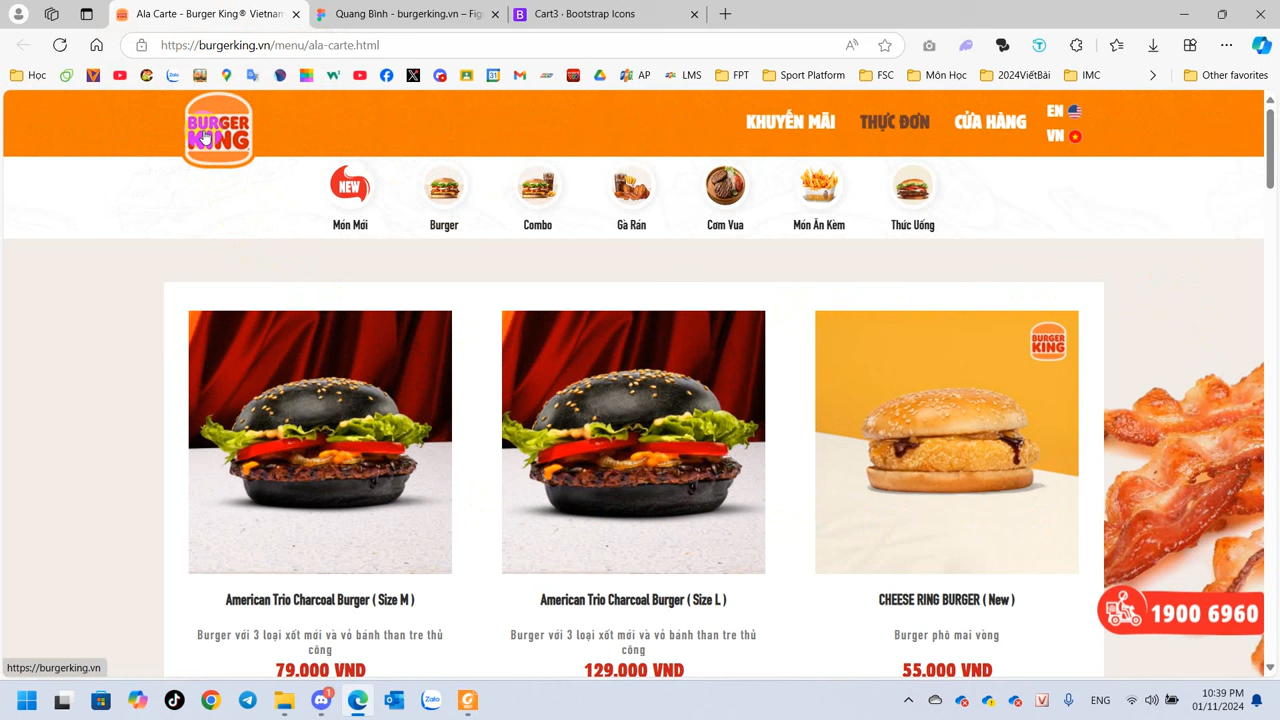 Ala Carte Burger King® Vietnam
Quang Bình - burgerking.vn – Fig
Cart3 · Bootstrap Icons
https://burgerking.vn/menu/ala-carte.html
Học
AP
LMS
FPT
Sport Platform
FSC
Môn Học
2024ViếtBài
IMC
Other favorites
BURGER
KING
KHUYẾN MÃI
THỰC ĐƠN
CỬA HÀNG
EN
VN
NEW
Món Mới
Burger
Combo
Gà Rán
Cơm Vua
Món Ăn Kèm
Thức Uống
BURGER
KING
American Trio Charcoal Burger ( Size M )
Burger với 3 loại xốt mới và vỏ bánh than tre thủ
công
79.000 VND
American Trio Charcoal Burger ( Size L )
Burger với 3 loại xốt mới và vỏ bánh than tre thủ
công
129.000 VND
CHEESE RING BURGER ( New )
Burger phô mai vòng
55.000 VND
1900 6960
https://burgerking.vn
1
Zalo
ENG
10:39 PM
01/11/2024